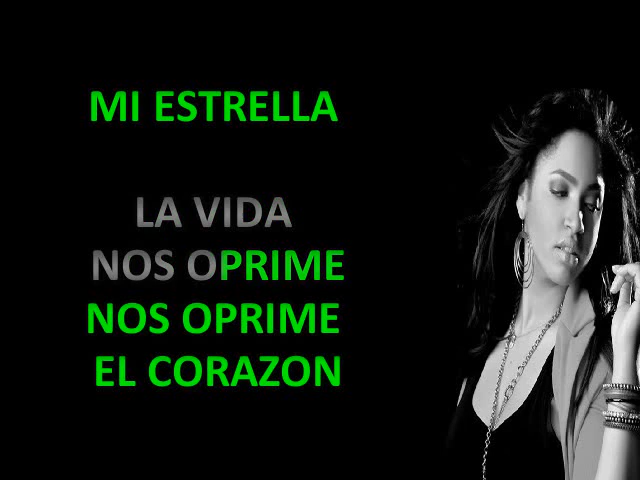 MI ESTRELLA
LA VIDA
NOS OPRIME
NOS OPRIME
EL CORAZON